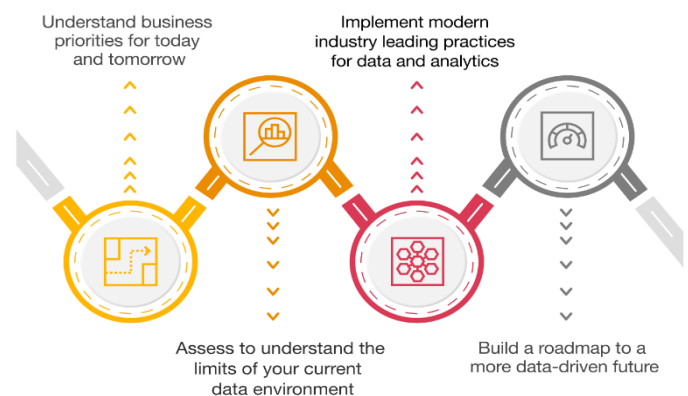 Understand business
priorities for today
and tomorrow
Assess to understand the
limits of your current
data environment
Implement modern
industry leading practices
for data and analytics
Build a roadmap to a
more data-driven future